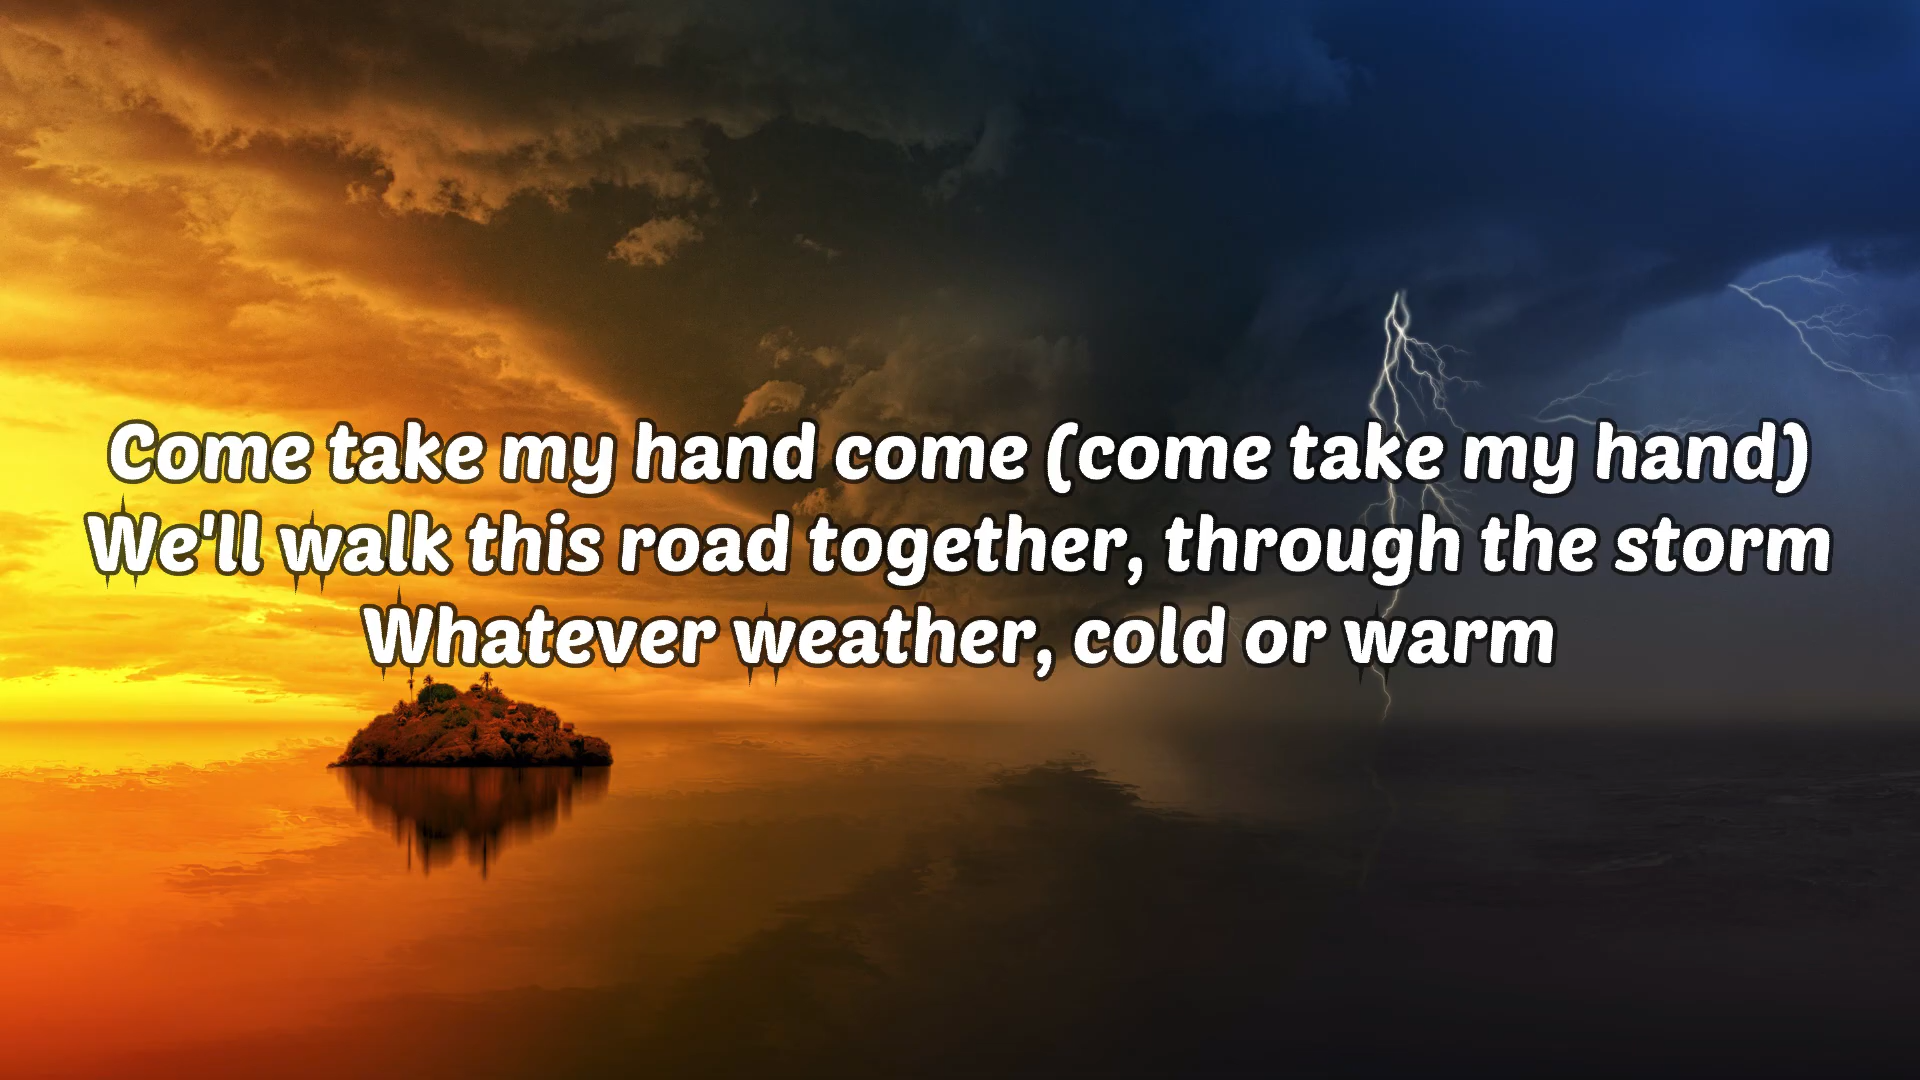 Come take my hand come (come take my hand)
We'll walk this road together, through the storm
Whatever weather, cold or warm